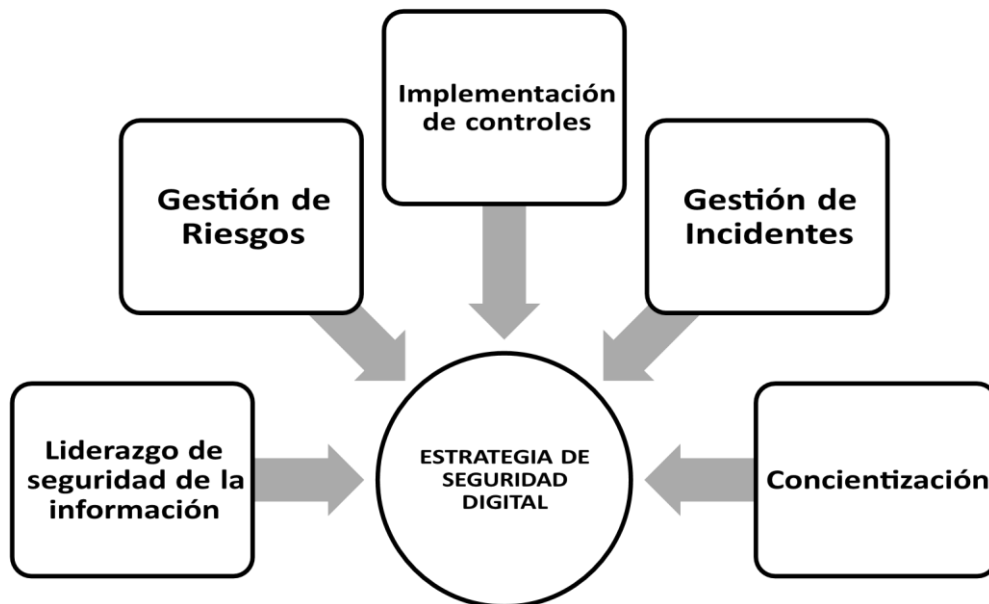 Implementación
de controles
Gestión de
Riesgos
Gestión de
Incidentes
Liderazgo de
seguridad de la
información
ESTRATEGIA DE
SEGURIDAD
DIGITAL
Concientización